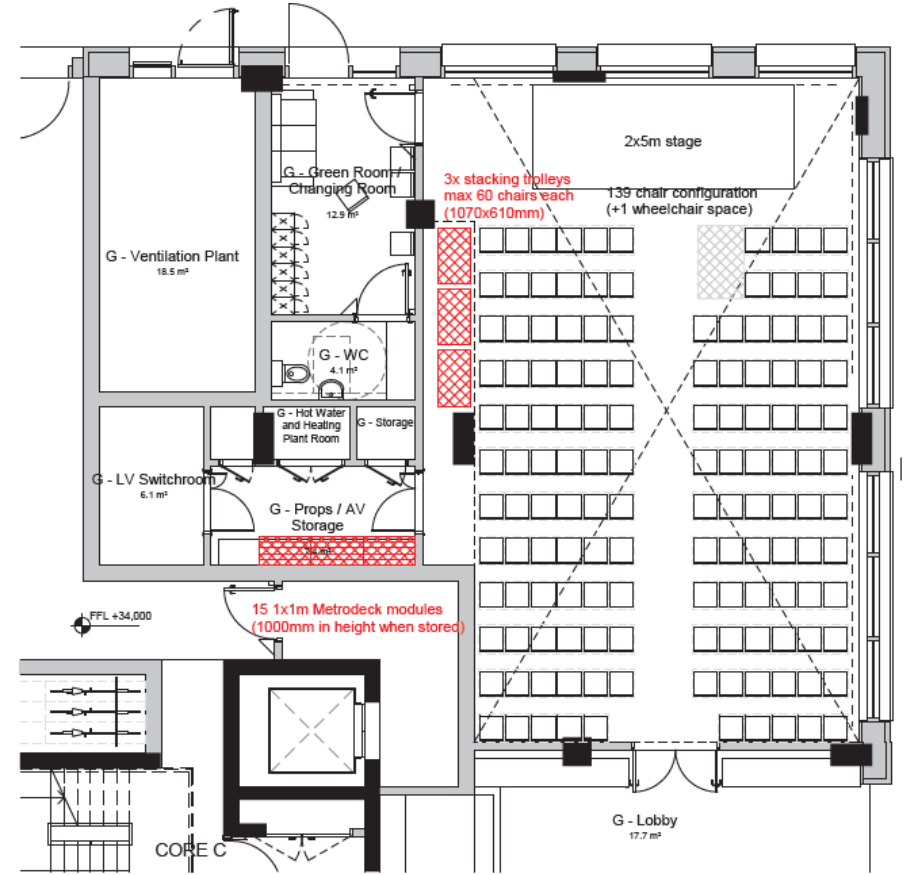 2x5m stage
G - Green Room /
Changing Room
12.9 m²
3x stacking trolleys
max 60 chairs each
(1070x610mm)
139 chair configuration
(+1 wheelchair space)
G - Ventilation Plant
18.5 m²
G - WC
4.1 m²
G - Hot Water
and Heating
Plant Room
G - Storage
G - LV Switchroom
6.1 m²
G - Props / AV
Storage
7.4 m²
15 1x1m Metrodeck modules
(1000mm in height when stored)
FFL +34,000
G - Lobby
17.7 m²
CORE C